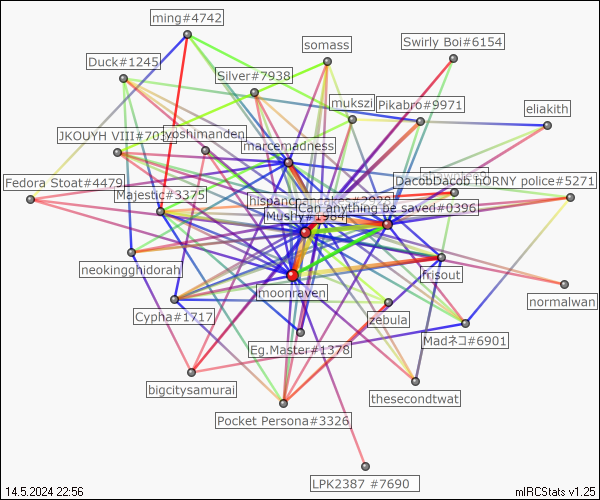 ming#4742
somass
Swirly Boi#6154
Duck#1245
Silver#7938
mukszi
Pikabro#9971
eliakith
JKOUYH VIII#703
yoshimanden
marcemadness
Fedora Stoat#4479
Majestic#3375
DacobDacob hORNY police#5271
Can anything be saved#0396
Mushy#1984
neokingghidorah
frisout
moonraven
normalwan
Cypha#1717
zebula
Eg.Master#1378
Madネコ#6901
bigcitysamurai
thesecondtwat
Pocket Persona#3326
LPK2387 #7690
14.5.2024 22:56
mIRCStats v1.25